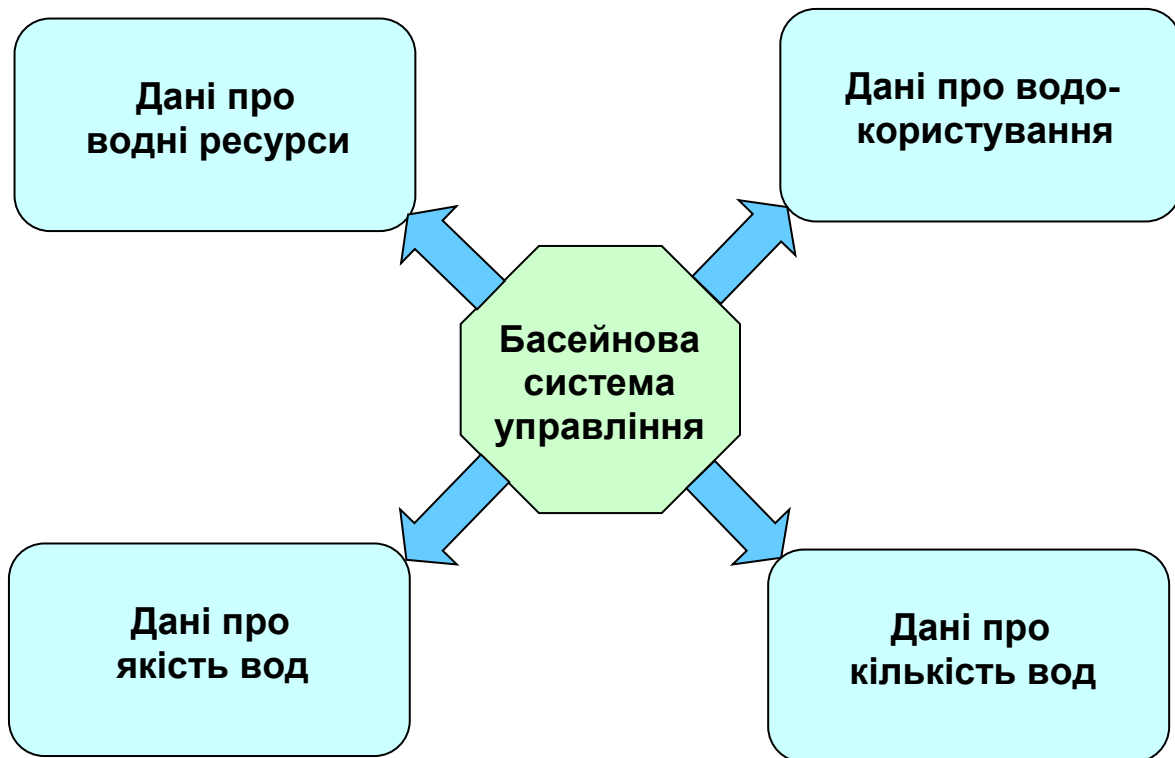 Дані про
водні ресурси
Дані про водо-
користування
Басейнова
система
управління
Дані про
якість вод
Дані про
кількість вод